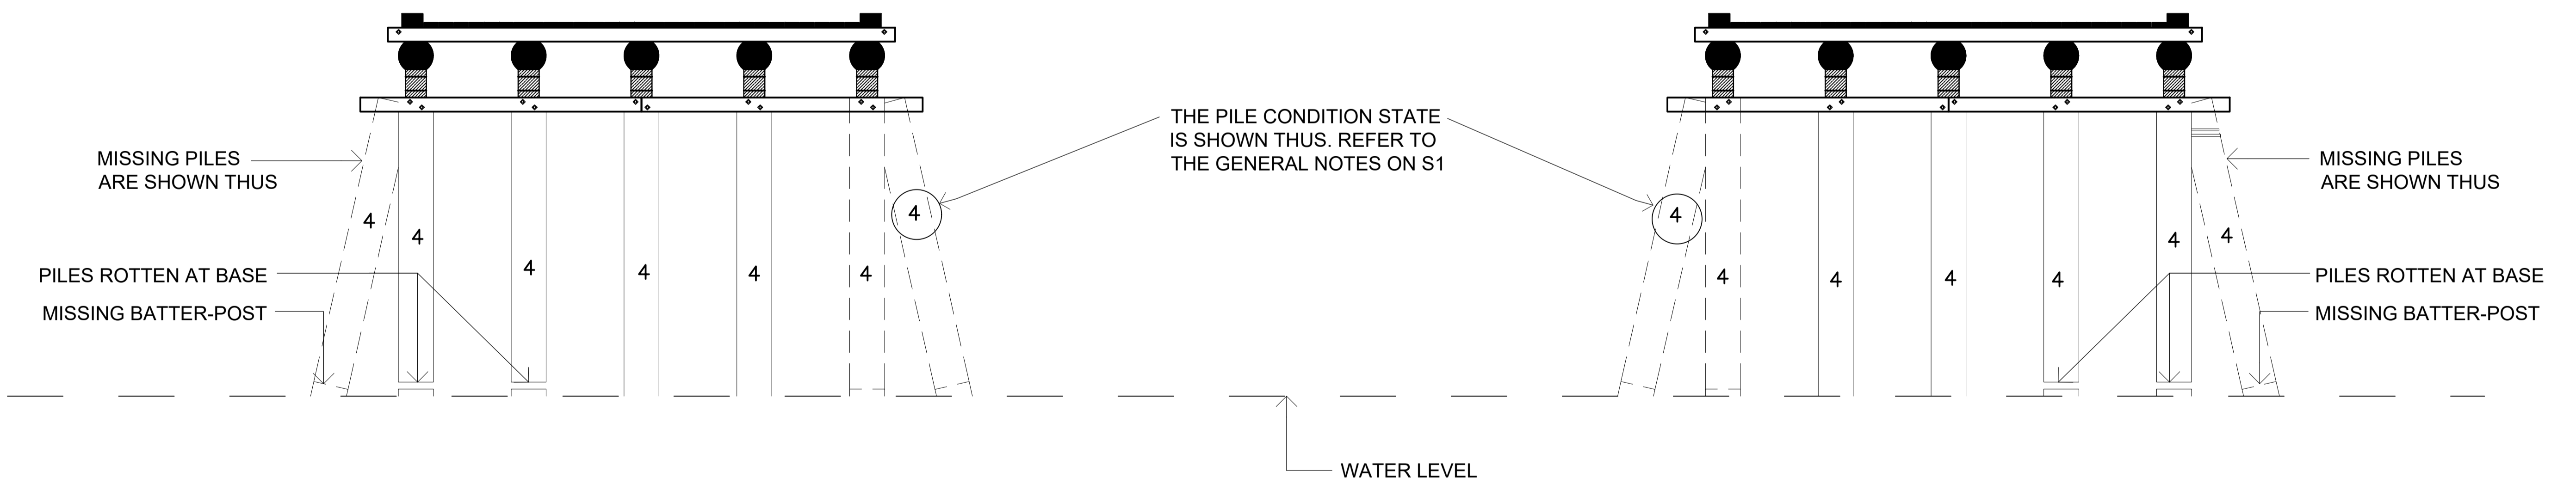 THE PILE CONDITION STATE
IS SHOWN THUS. REFER TO
THE GENERAL NOTES ON S1
MISSING PILES
ARE SHOWN THUS
MISSING PILES
ARE SHOWN THUS
4
4
4
4
4
4
4
4
4
4
4
4
4
4
PILES ROTTEN AT BASE
PILES ROTTEN AT BASE
MISSING BATTER-POST
MISSING BATTER-POST
WATER LEVEL